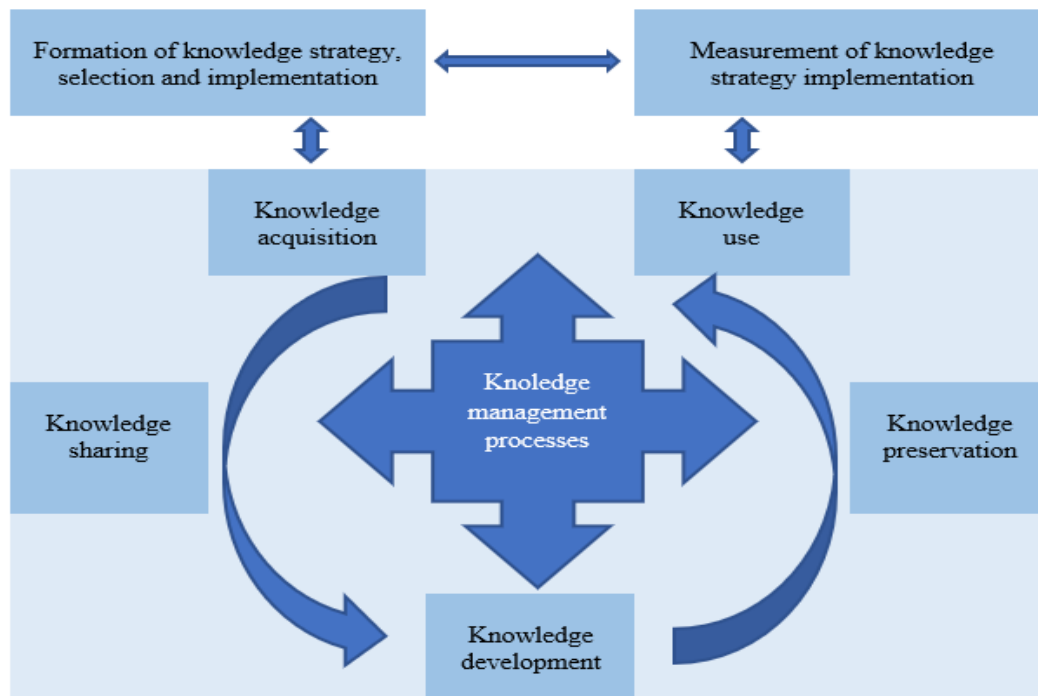 Formation of knowledge strategy,
selection and implementation
Measurement of knowledge
strategy implementation
Knowledge
acquisition
Knowledge
use
Knoledge
management
processes
Knowledge
sharing
Knowledge
preservation
Knowledge
development